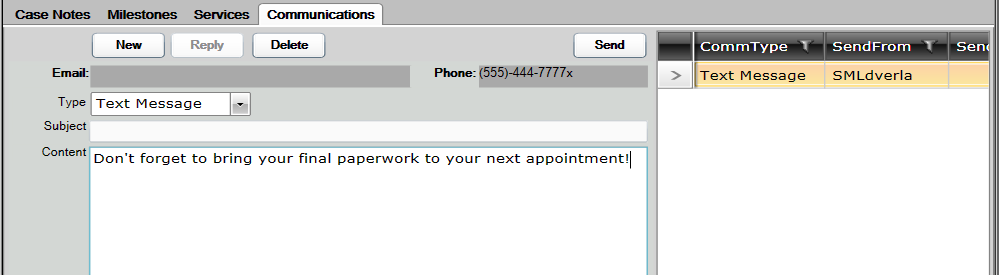 Case Notes Milestones Services Communications
New Reply Delete Send
Email: Phone: (555)-444-7777x
Type Text Message
Subject
Content Don't forget to bring your final paperwork to your next appointment!
CommType SendFrom Send
> Text Message SMLdverla